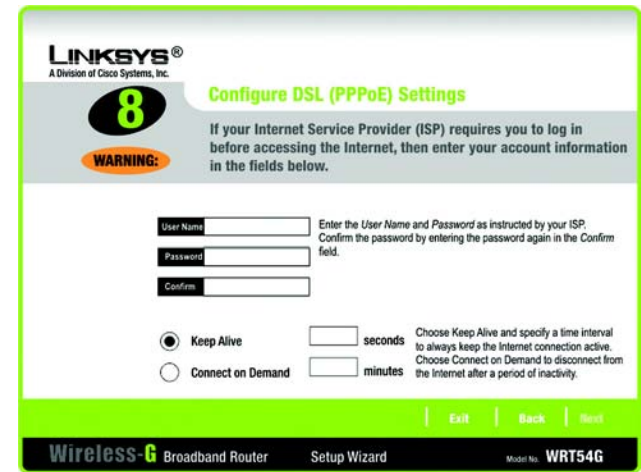 LINKSYS®
A Division of Cisco Systems, Inc.
8
Configure DSL (PPPoE) Settings
WARNING:
If your Internet Service Provider (ISP) requires you to log in
before accessing the Internet, then enter your account information
in the fields below.
User Name
Password
Confirm
Enter the User Name and Password as instructed by your ISP.
Confirm the password by entering the password again in the Confirm
field.
Keep Alive
seconds
Choose Keep Alive and specify a time interval
to always keep the Internet connection active.
Connect on Demand
minutes
Choose Connect on Demand to disconnect from
the Internet after a period of inactivity.
Exit
Back
Next
Wireless-G Broadband Router
Setup Wizard
Model No. WRT54G